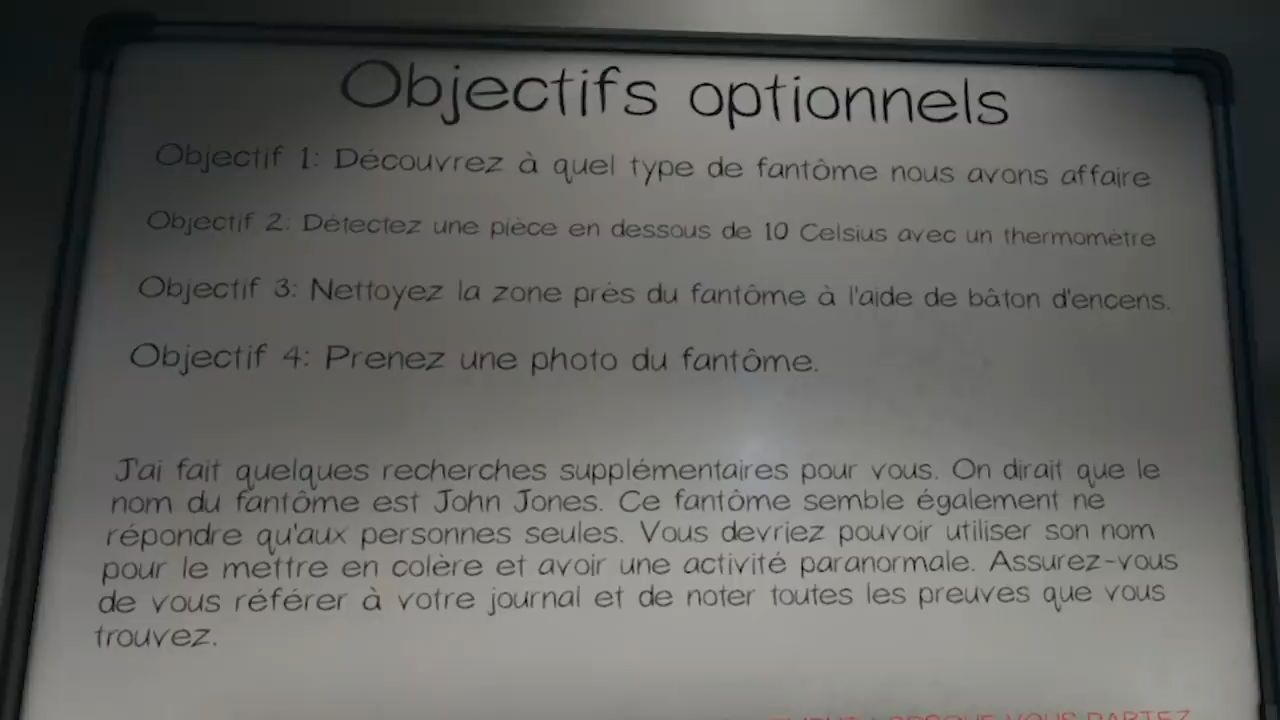 Objectifs optionnels
Objectif 1: Découvrez à quel type de fantôme nous avons affaire
Objectif 2: Détectez une pièce en dessous de 10 Celsius avec un thermomètre
Objectif 3: Nettoyez la zone près du fantôme à l'aide de bâton d'encens.
Objectif 4: Prenez une photo du fantôme.
J'ai fait quelques recherches supplémentaires pour vous. On dirait que le
nom du fantôme est John Jones. Ce fantôme semble également ne
répondre qu'aux personnes seules. Vous devriez pouvoir utiliser son nom
pour le mettre en colère et avoir une activité paranormale. Assurez-vous
de vous référer à votre journal et de noter toutes les preuves que vous
trouvez.
LORSQUE VOUS PARTEZ